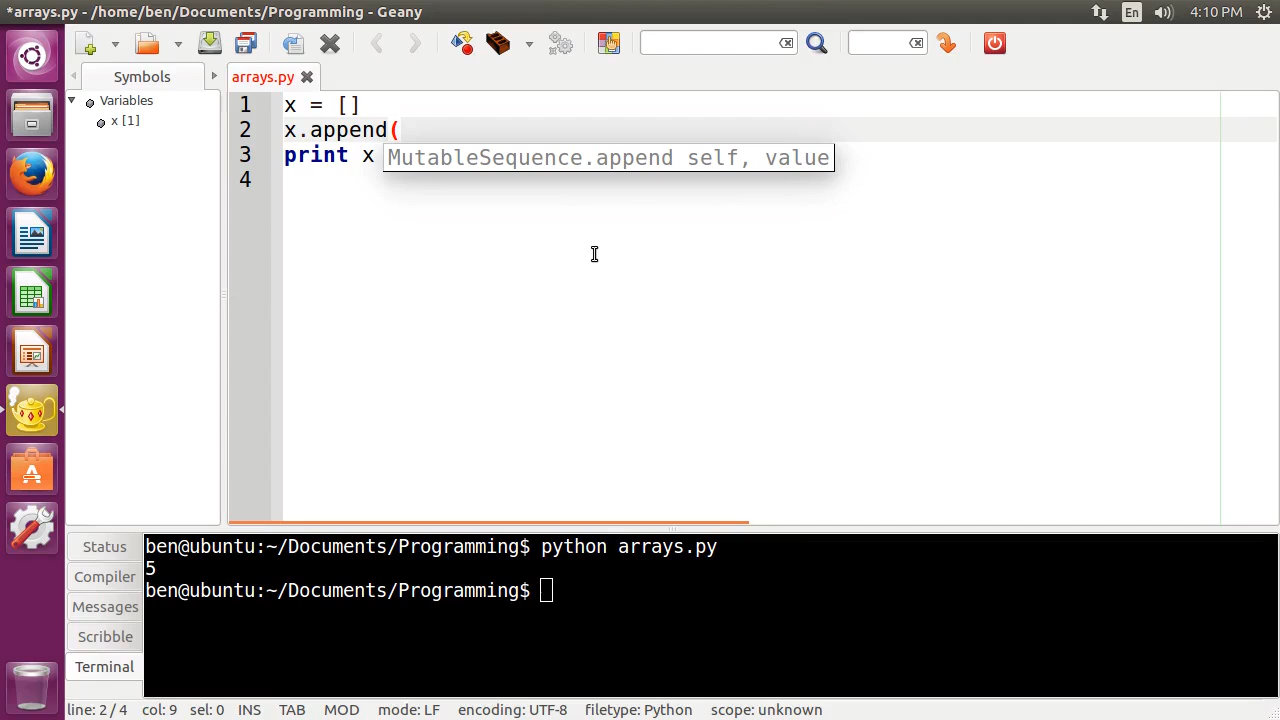 *arrays.py - /home/ben/Documents/Programming - Geany
En
4:10 PM
Symbols
arrays.py
Variables
x [1]
1 x = []
2 x.append(
3 print x
MutableSequence.append self, value
4
Status
Compiler
Messages
Scribble
Terminal
ben@ubuntu:~/Documents/Programming$ python arrays.py
5
ben@ubuntu:~/Documents/Programming$
line: 2 / 4 col: 9 sel: 0 INS TAB MOD mode: LF encoding: UTF-8 filetype: Python scope: unknown